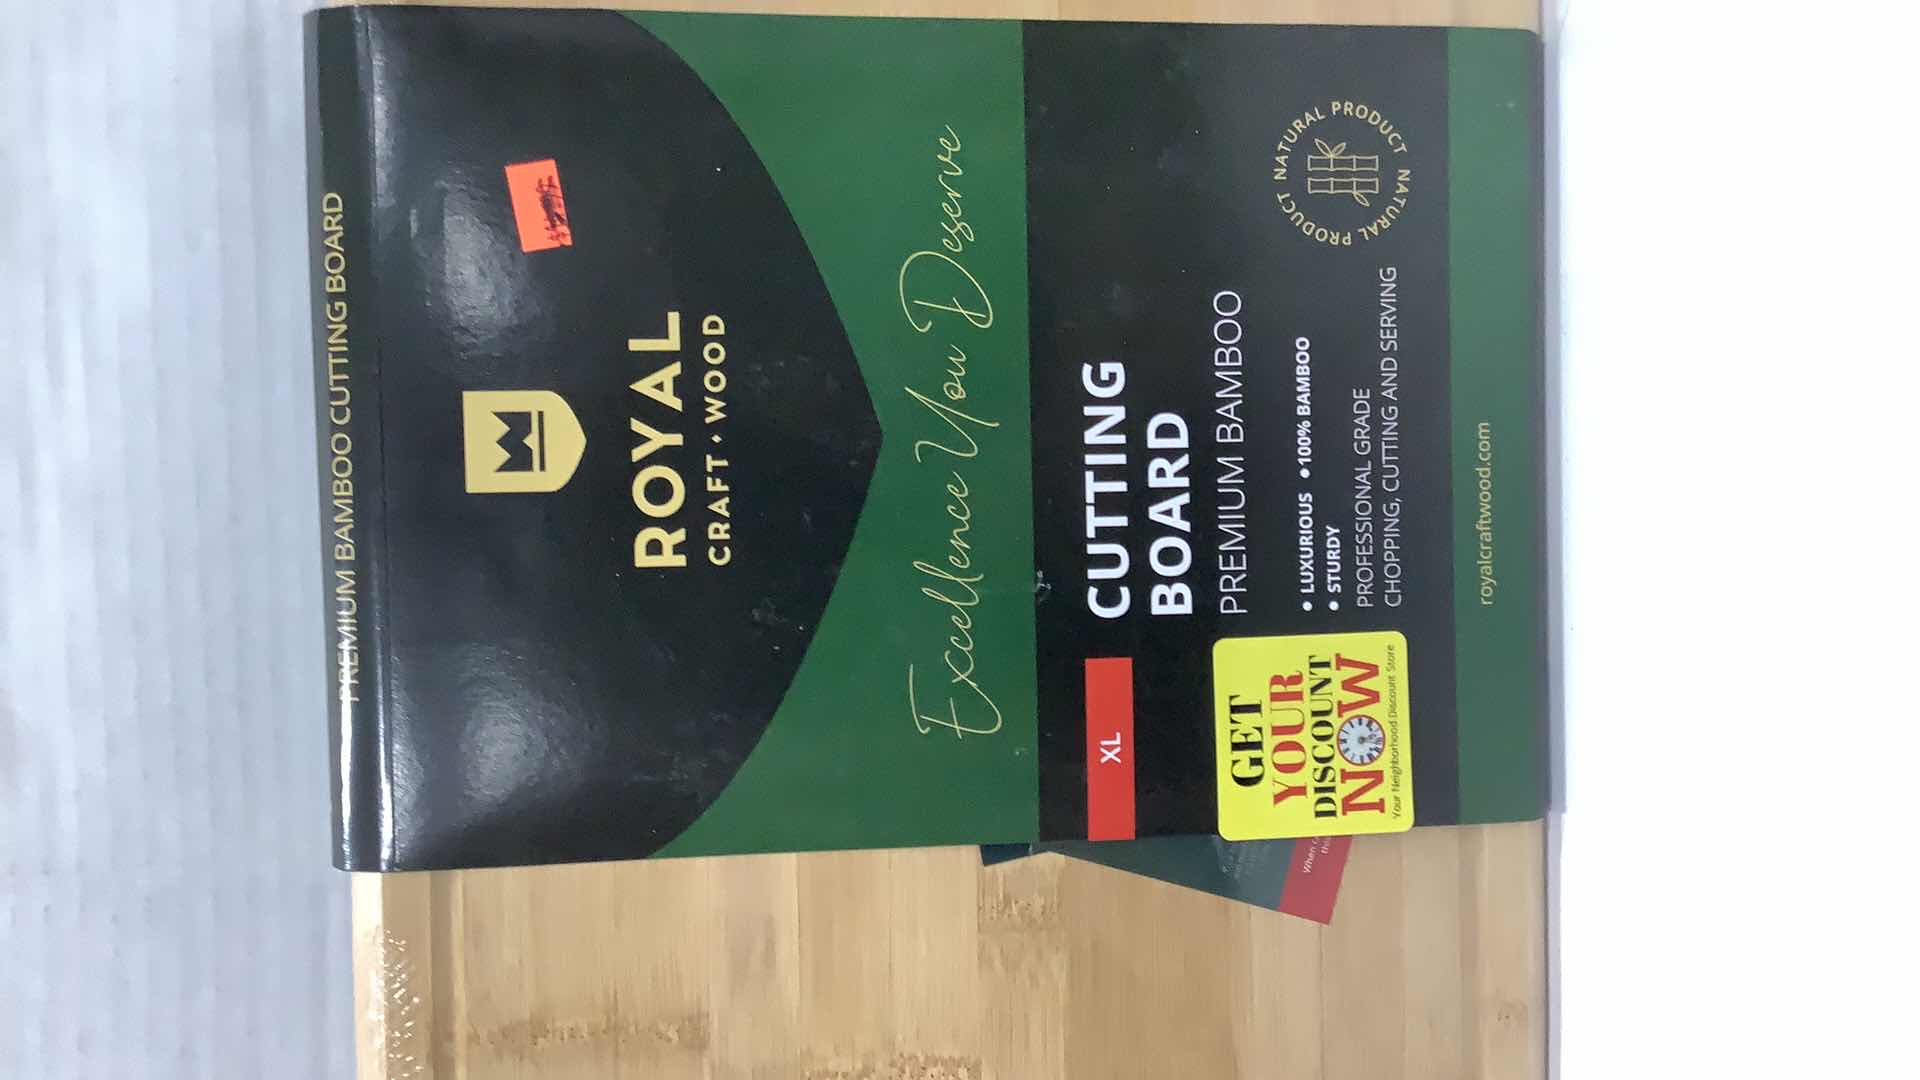 PREMIUM BAMBOO CUTTING BOARD
ROYAL
CRAFT • WOOD
Excellence You Deserve
XL
CUTTING
BOARD
PREMIUM BAMBOO
• LUXURIOUS • 100% BAMBOO
• STURDY
PROFESSIONAL GRADE
CHOPPING, CUTTING AND SERVING
NATURAL PRODUCT NATURAL PRODUCT
GET
YOUR
DISCOUNT
NOW
Your Neighborhood Discount Store
royalcraftwood.com
When